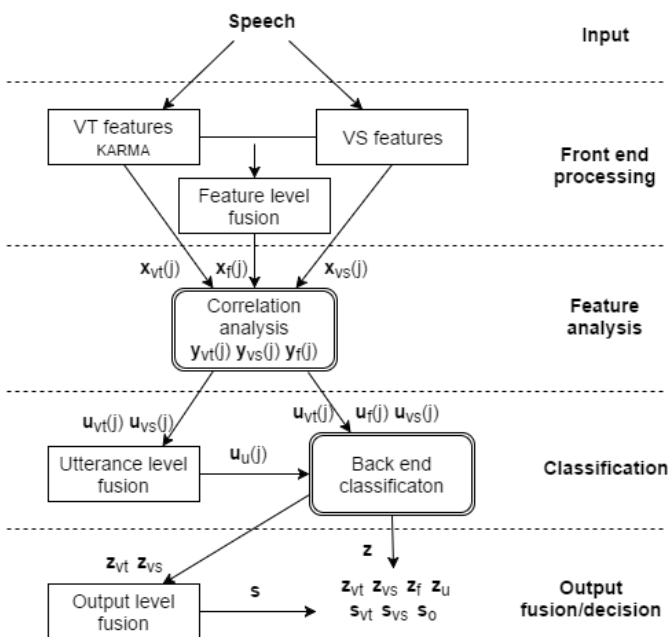 Speech
Input
VT features
KARMA
VS features
Front end
processing
Feature level
fusion
xvt(j)
xf(j)
xvs(j)
Correlation
analysis
yvt(j) yvs(j) yf(j)
Feature
analysis
uvt(j) uvs(j)
uvt(j) uf(j) uvs(j)
Utterance level
fusion
uu(j)
Back end
classificaton
Classification
zvt zvs
z
Output level
fusion
s
zvt zvs zf zu
svt svs so
Output
fusion/decision